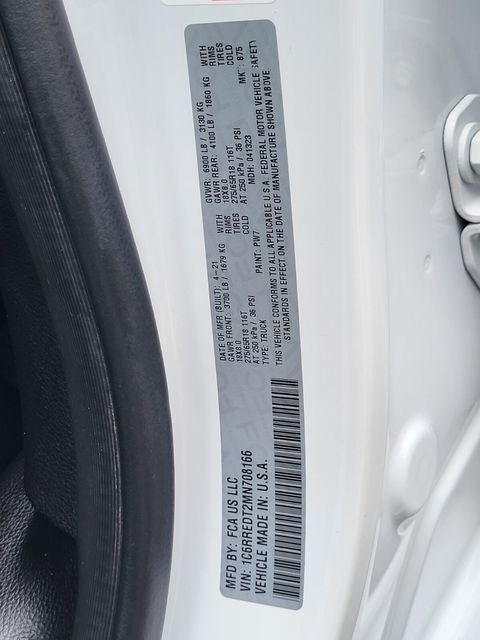 MFD BY: FCA US LLC
VIN: 1C6RREDT2MN708166
VEHICLE MADE IN: U.S.A.
DATE OF MFR (BUILT): 4-21
GVWR: 6900 LB / 3130 KG
GAWR FRONT: 3700 LB / 1679 KG WITH
18X8.0 RIMS
275/65R18 116T TIRES
AT 250 kPa / 36 PSI COLD
GAWR REAR: 4100 LB / 1860 KG WITH
18X8.0 RIMS
275/65R18 116T TIRES
AT 250 kPa / 36 PSI COLD
TYPE: TRUCK PAINT: PW7 MDH: 041323 MK: 875
THIS VEHICLE CONFORMS TO ALL APPLICABLE U.S.A. FEDERAL MOTOR VEHICLE SAFETY
STANDARDS IN EFFECT ON THE DATE OF MANUFACTURE SHOWN ABOVE.